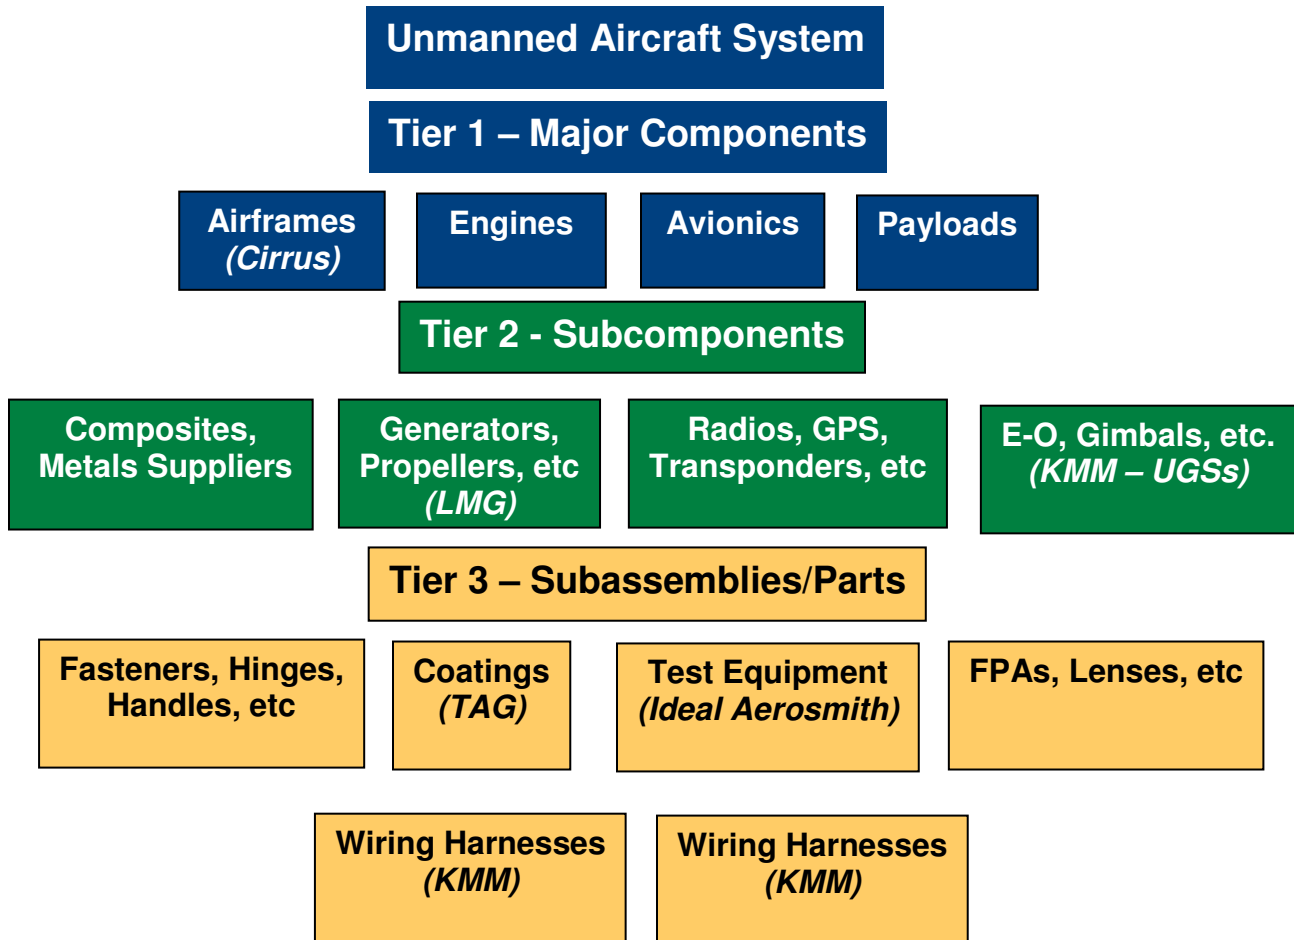 Unmanned Aircraft System
Tier 1 – Major Components
Airframes
(Cirrus)
Engines
Avionics
Payloads
Tier 2 - Subcomponents
Composites,
Metals Suppliers
Generators,
Propellers, etc
(LMG)
Radios, GPS,
Transponders, etc
E-O, Gimbals, etc.
(KMM – UGSs)
Tier 3 – Subassemblies/Parts
Fasteners, Hinges,
Handles, etc
Coatings
(TAG)
Test Equipment
(Ideal Aerosmith)
FPAs, Lenses, etc
Wiring Harnesses
(KMM)
Wiring Harnesses
(KMM)